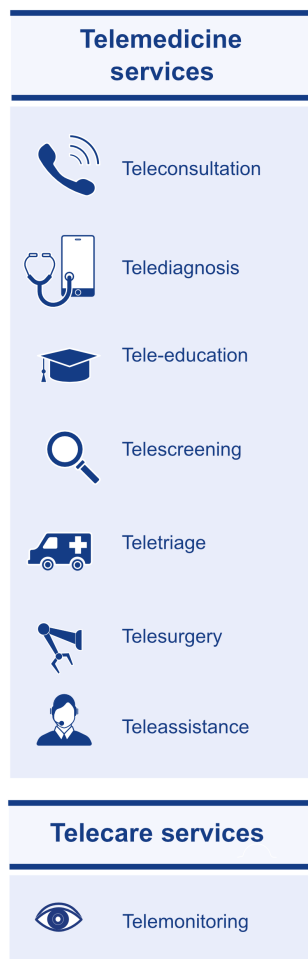 Telemedicine
services
Teleconsultation
Telediagnosis
Tele-education
Telescreening
Teletriage
Telesurgery
Teleassistance
Telecare services
Telemonitoring